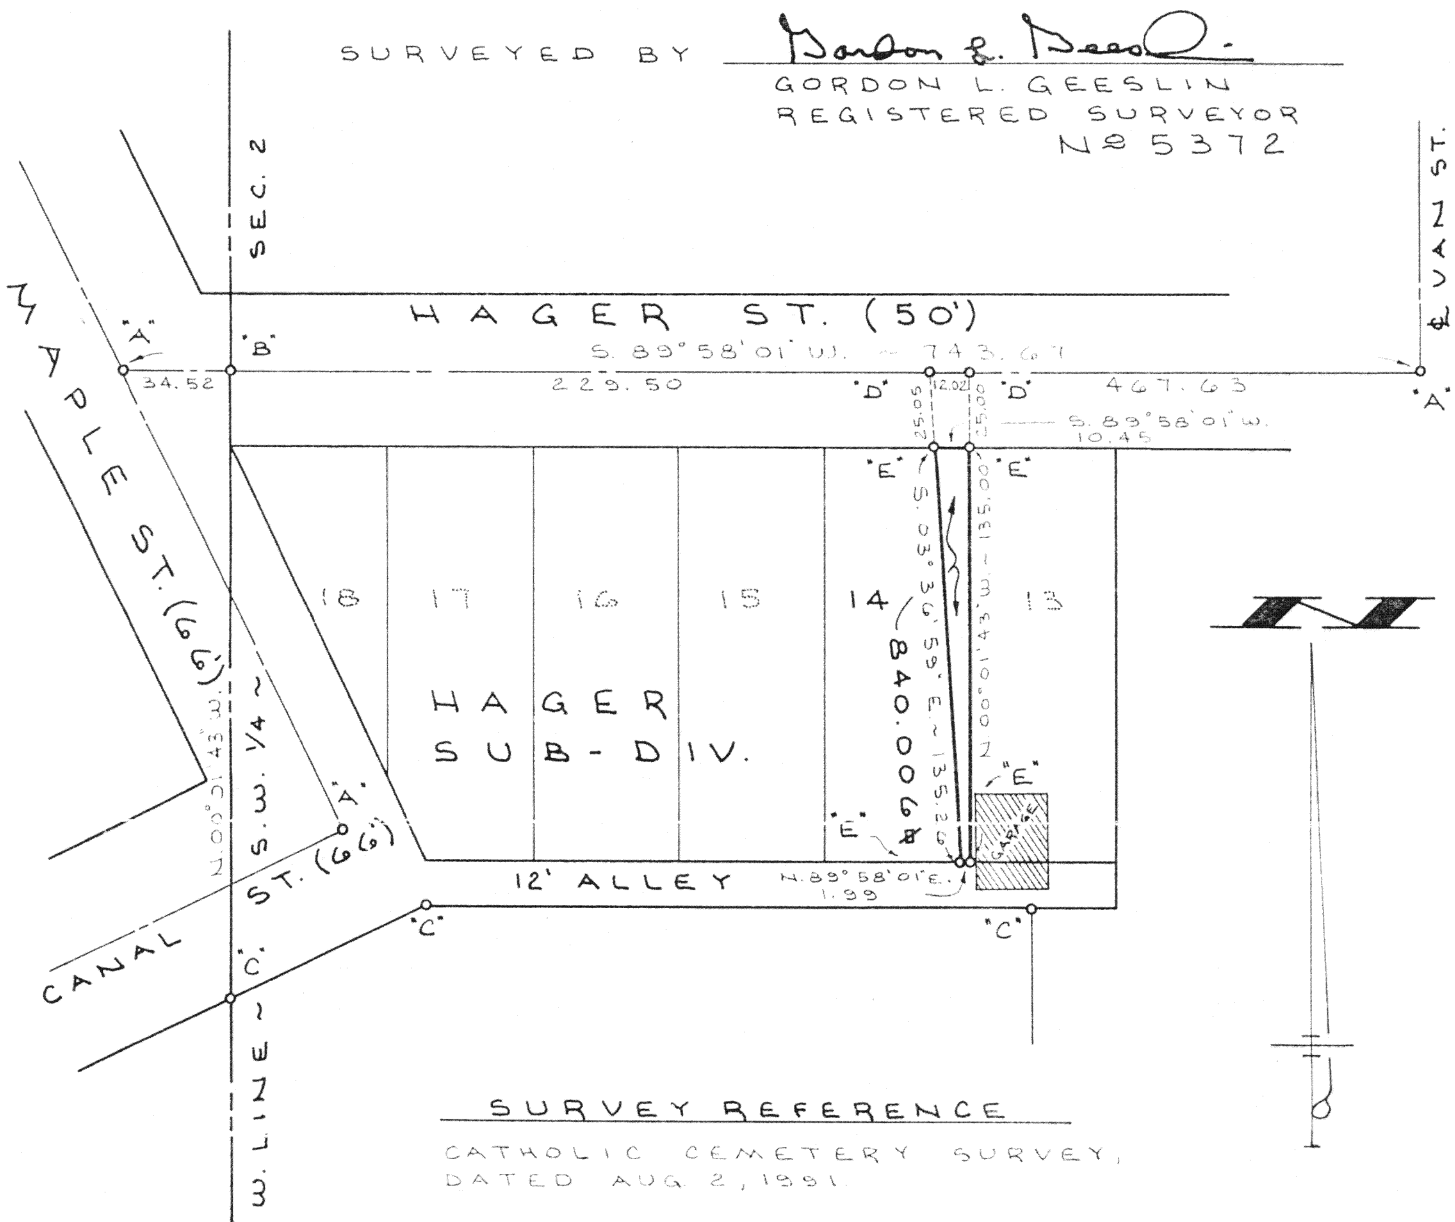 SURVEYED BY
GORDON L. GEESLIN
REGISTERED SURVEYOR
Nº 5372
SEC. 2
℄ VAN ST.
HAGER ST. (50')
S. 89° 58' 01" W. ~ 743.67
"A"
"B"
34.52
229.50
"D"
12.02
"D"
467.63
"A"
25.05
25.00
S. 89° 58' 01" W.
10.45
"E"
"E"
MAPLE ST. (66')
18
17
16
15
14
13
S. 03° 36' 59" E. ~ 135.26
N. 00° 01' 43" W. ~ 135.00
840.006
HAGER
SUB-DIV.
N. 00° 01' 43" W.
"A"
"E"
"E"
GARAGE
12' ALLEY
N. 89° 58' 01" E.
1.99
CANAL ST. (66')
"C"
"C"
"C"
W. LINE ~ S.W. 1/4 ~
SURVEY REFERENCE
CATHOLIC CEMETERY SURVEY,
DATED AUG. 2, 1991.